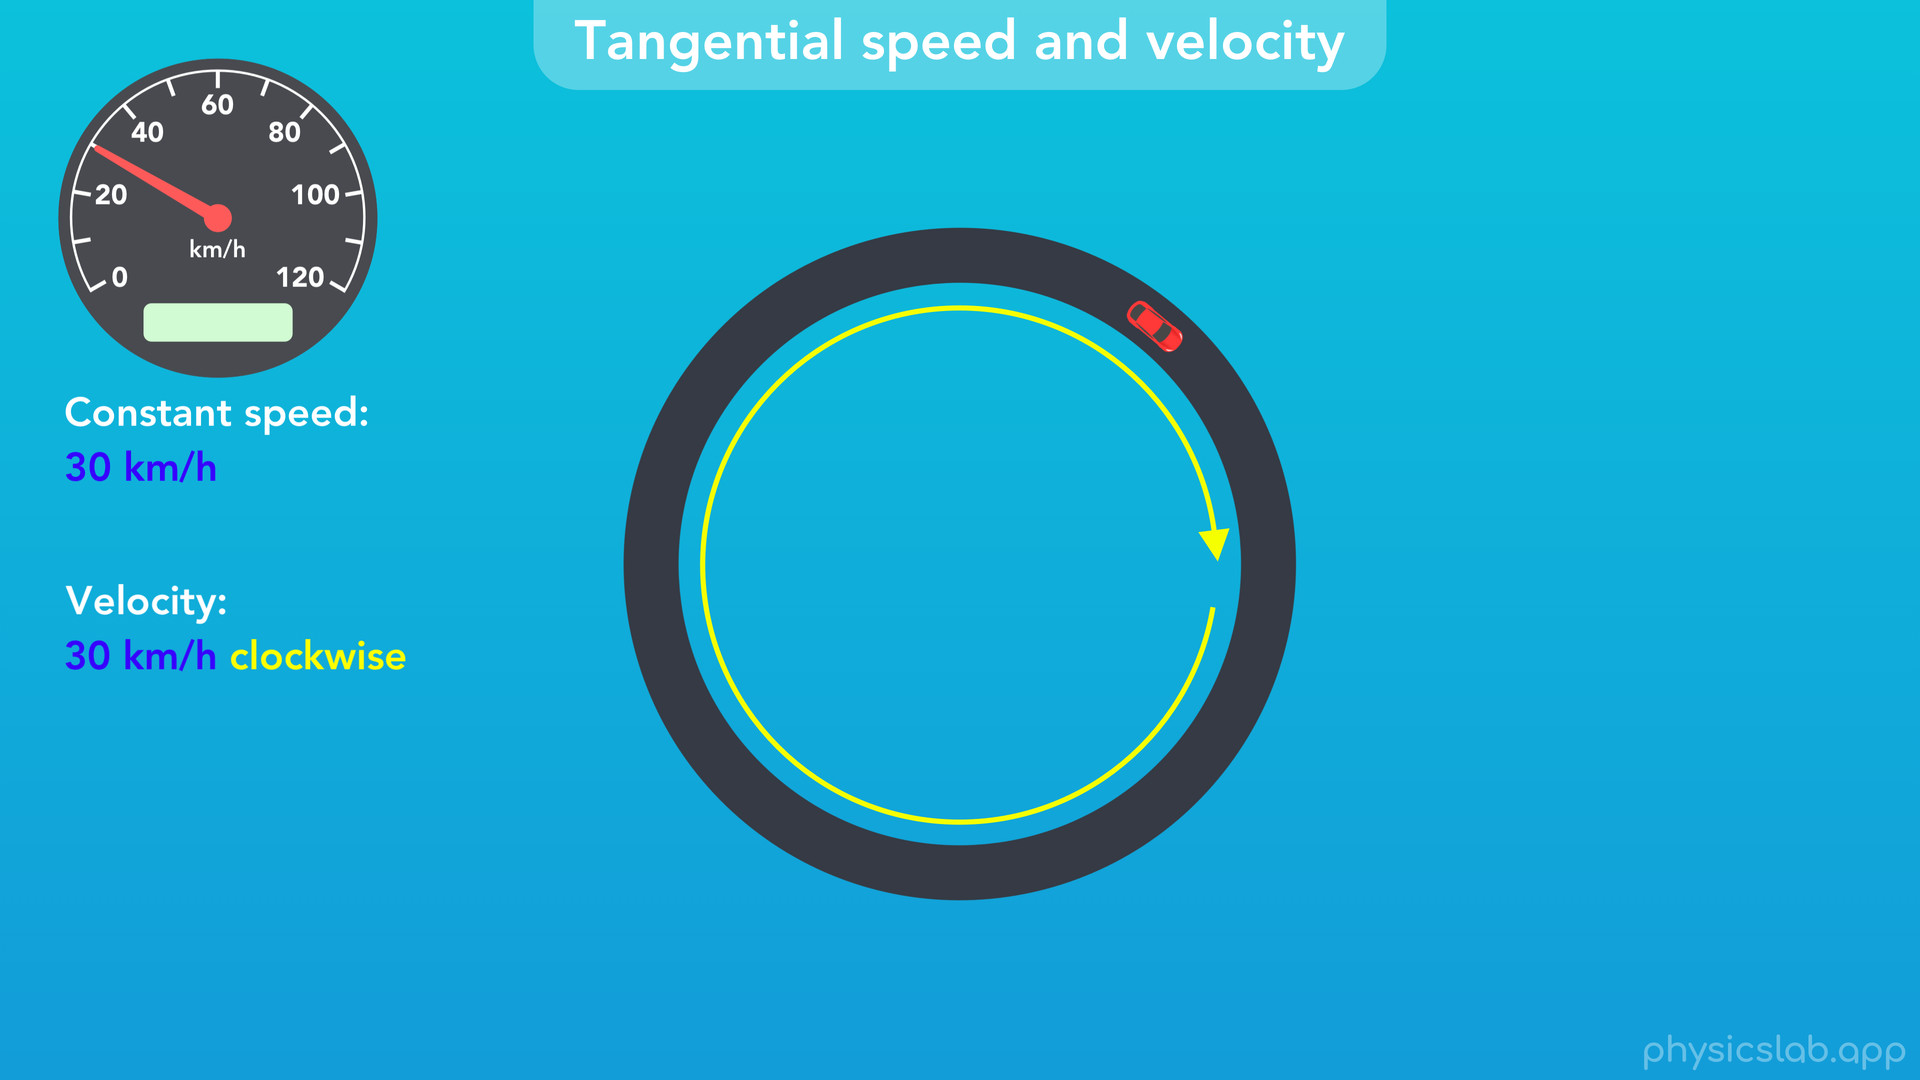 Tangential speed and velocity
60
40
80
20
100
km/h
0
120
Constant speed:
30 km/h
Velocity:
30 km/h clockwise
physicslab.app